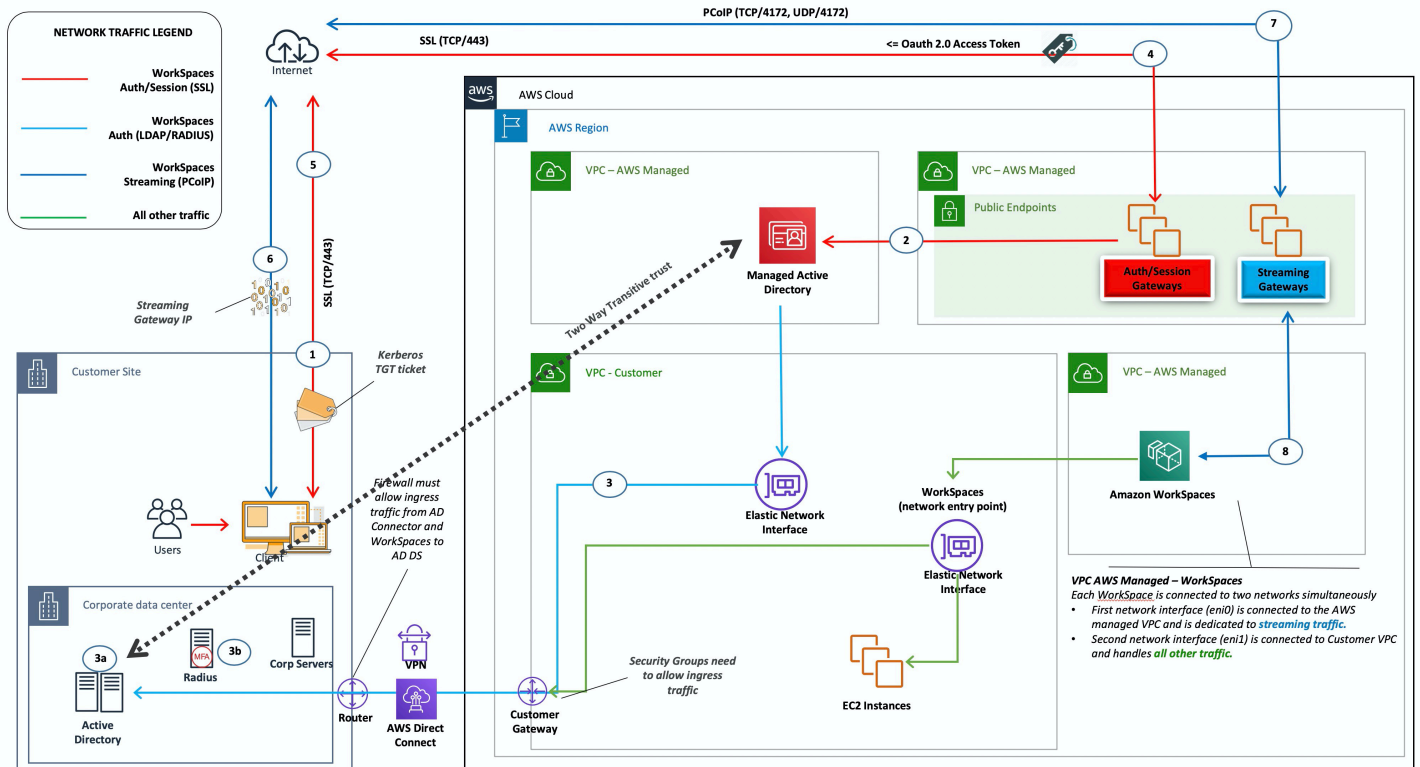 NETWORK TRAFFIC LEGEND
WorkSpaces
Auth/Session (SSL)
WorkSpaces
Auth (LDAP/RADIUS)
WorkSpaces
Streaming (PCoIP)
All other traffic
Internet
PCoIP (TCP/4172, UDP/4172)
7
SSL (TCP/443)
<= Oauth 2.0 Access Token
4
aws
AWS Cloud
AWS Region
VPC – AWS Managed
Managed Active
Directory
2
VPC – AWS Managed
Public Endpoints
Auth/Session
Gateways
Streaming
Gateways
5
6
SSL (TCP/443)
Streaming
Gateway IP
Two Way Transitive trust
1
Kerberos
TGT ticket
Customer Site
Users
Client
Firewall must
allow ingress
traffic from AD
Connector and
WorkSpaces to
AD DS
Corporate data center
3a
Active
Directory
MFA
3b
Radius
Corp Servers
Router
VPN
AWS Direct
Connect
VPC - Customer
3
Elastic Network
Interface
WorkSpaces
(network entry point)
Elastic Network
Interface
EC2 Instances
Security Groups need
to allow ingress
traffic
Customer
Gateway
VPC – AWS Managed
8
Amazon WorkSpaces
VPC AWS Managed – WorkSpaces
Each WorkSpace is connected to two networks simultaneously
• First network interface (eni0) is connected to the AWS
managed VPC and is dedicated to streaming traffic.
• Second network interface (eni1) is connected to Customer VPC
and handles all other traffic.